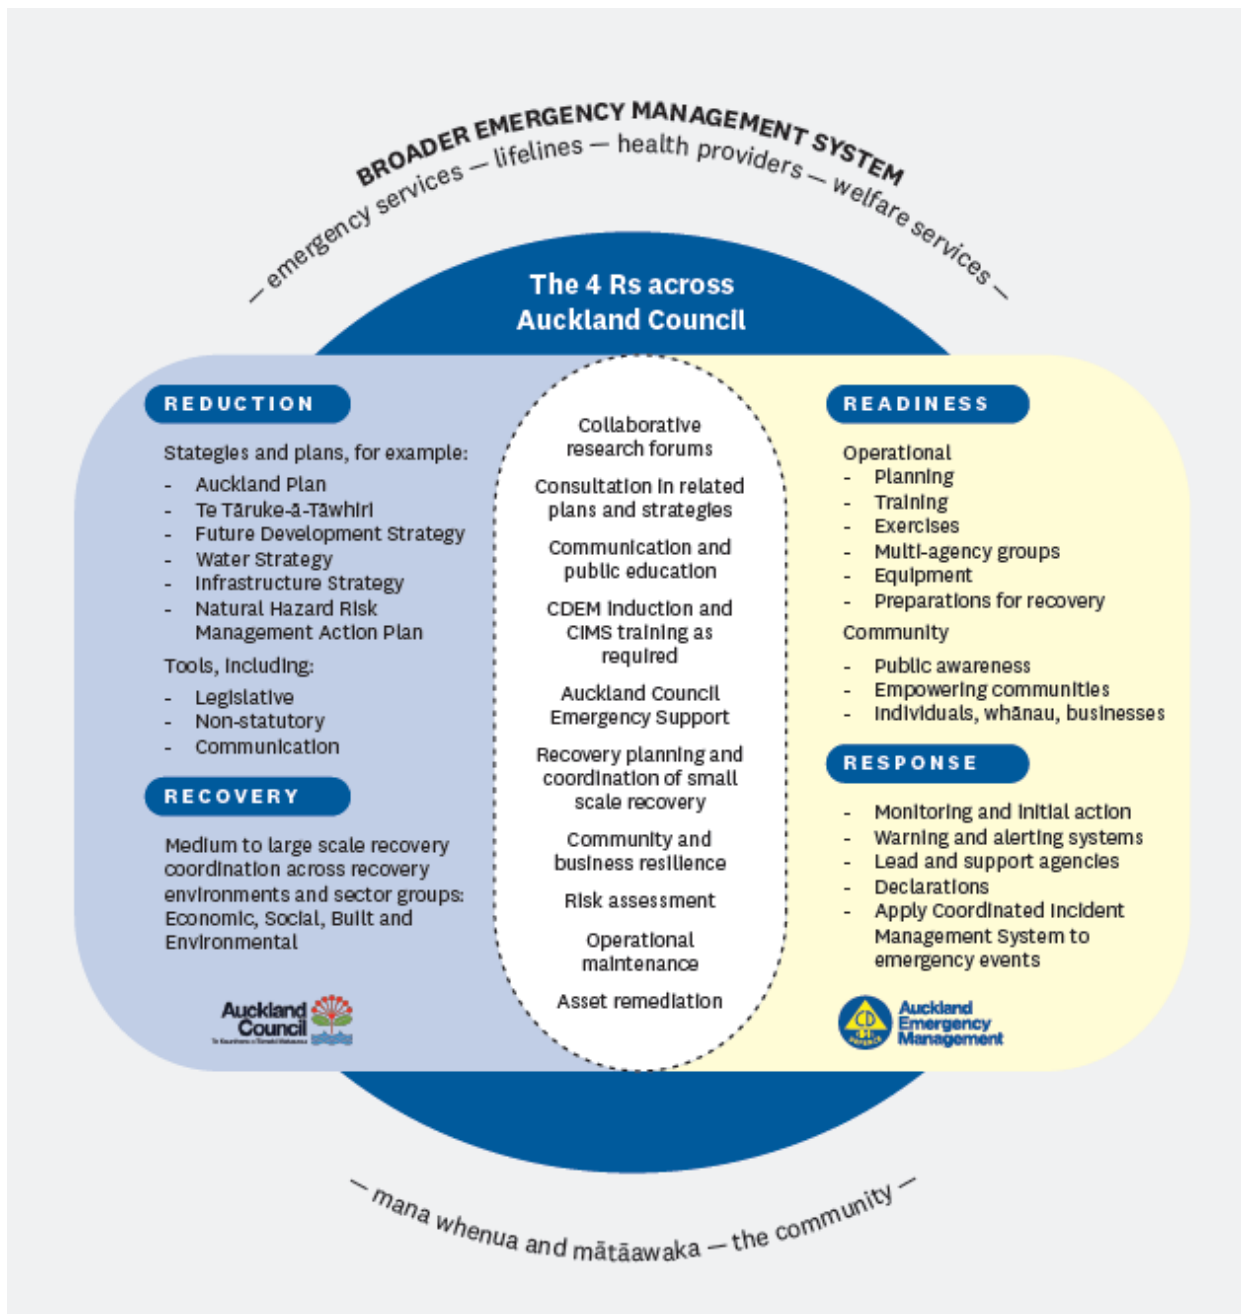 BROADER EMERGENCY MANAGEMENT SYSTEM
— emergency services — lifelines — health providers — welfare services —
The 4 Rs across
Auckland Council
REDUCTION
Stategies and plans, for example:
- Auckland Plan
- Te Tāruke-ā-Tāwhiri
- Future Development Strategy
- Water Strategy
- Infrastructure Strategy
- Natural Hazard Risk
Management Action Plan
Tools, including:
- Legislative
- Non-statutory
- Communication
RECOVERY
Medium to large scale recovery
coordination across recovery
environments and sector groups:
Economic, Social, Built and
Environmental
Auckland
Council
Te Kaunihera o Tāmaki Makaurau
Collaborative
research forums
Consultation in related
plans and strategies
Communication and
public education
CDEM induction and
CIMS training as
required
Auckland Council
Emergency Support
Recovery planning and
coordination of small
scale recovery
Community and
business resilience
Risk assessment
Operational
maintenance
Asset remediation
READINESS
Operational
- Planning
- Training
- Exercises
- Multi-agency groups
- Equipment
- Preparations for recovery
Community
- Public awareness
- Empowering communities
- Individuals, whānau, businesses
RESPONSE
- Monitoring and initial action
- Warning and alerting systems
- Lead and support agencies
- Declarations
- Apply Coordinated Incident
Management System to
emergency events
CD
DEFENCE
Auckland
Emergency
Management
— mana whenua and mātāawaka — the community —